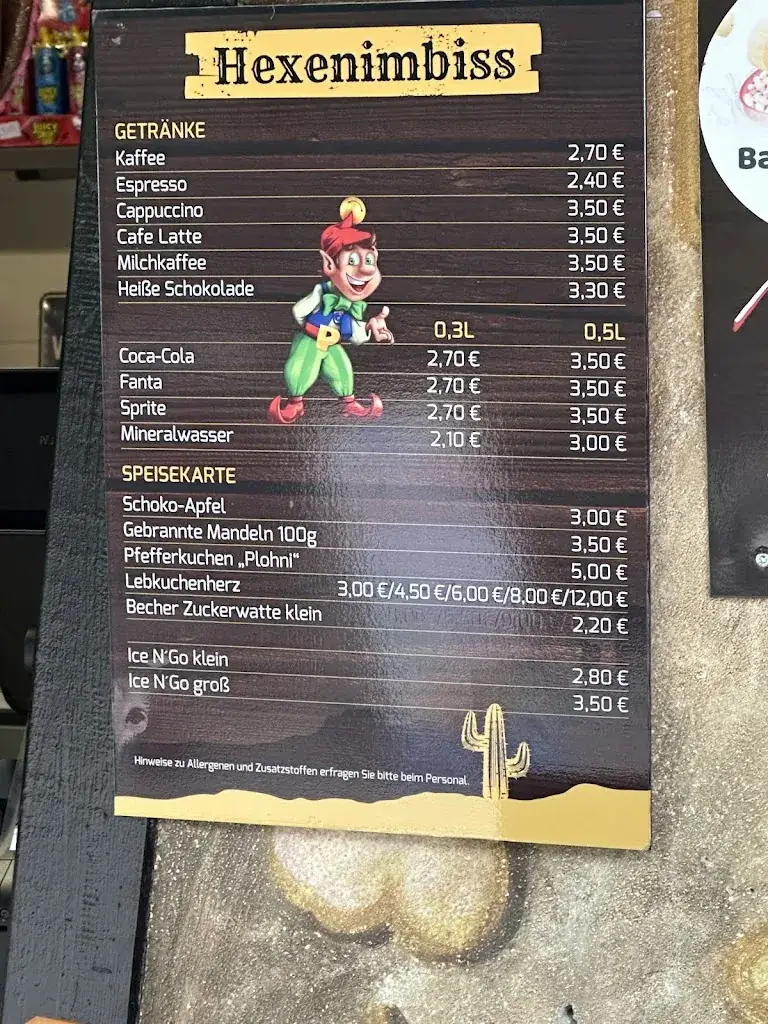 Hexenimbiss
GETRÄNKE
Kaffee 2,70 €
Espresso 2,40 €
Cappuccino 3,50 €
Cafe Latte 3,50 €
Milchkaffee 3,50 €
Heiße Schokolade 3,30 €
0,3L 0,5L
Coca-Cola 2,70 € 3,50 €
Fanta 2,70 € 3,50 €
Sprite 2,70 € 3,50 €
Mineralwasser 2,10 € 3,00 €
SPEISEKARTE
Schoko-Apfel 3,00 €
Gebrannte Mandeln 100g 3,50 €
Pfefferkuchen „Plohni“ 5,00 €
Lebkuchenherz 3,00 €/4,50 €/6,00 €/8,00 €/12,00 €
Becher Zuckerwatte klein 2,20 €
Ice N´Go klein 2,80 €
Ice N´Go groß 3,50 €
Hinweise zu Allergenen und Zusatzstoffen erfragen Sie bitte beim Personal.
P
Ba